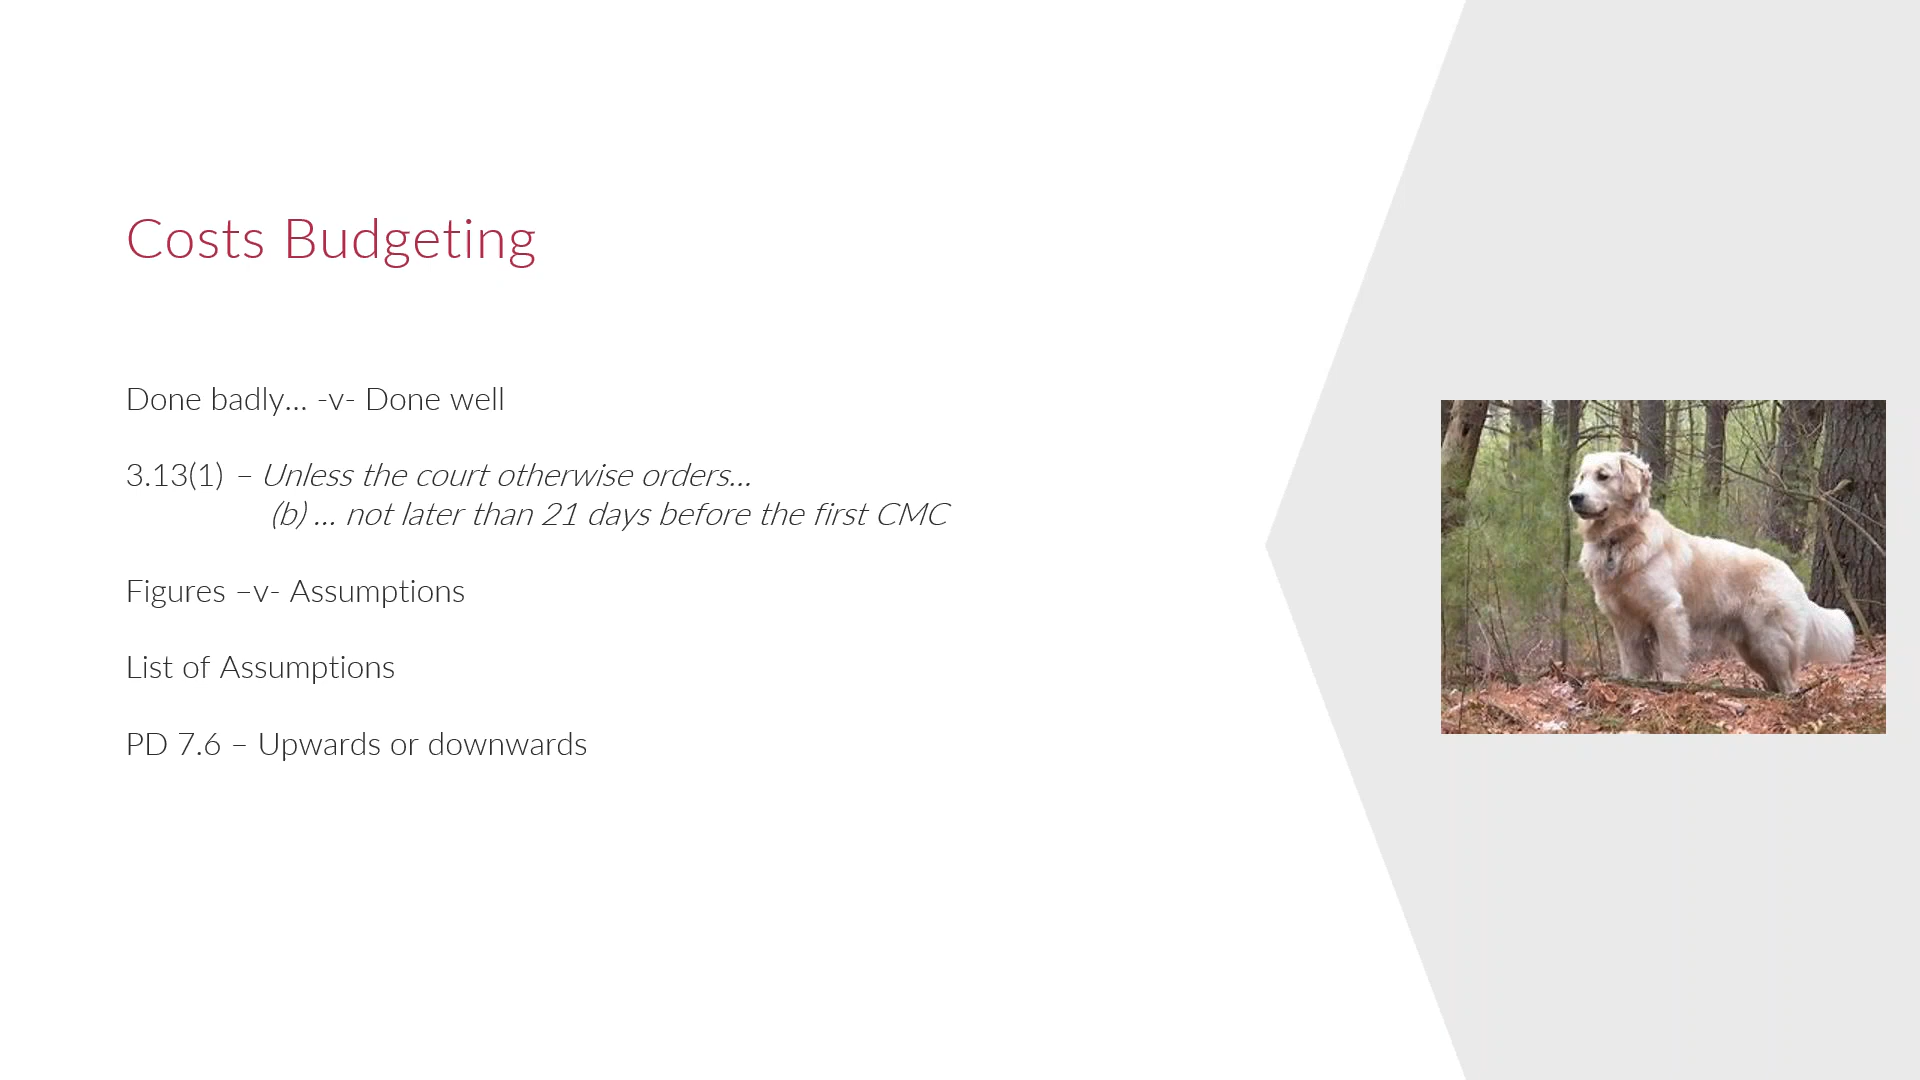 Costs Budgeting
Done badly... -v- Done well
3.13(1) – Unless the court otherwise orders...
(b) ... not later than 21 days before the first CMC
Figures –v- Assumptions
List of Assumptions
PD 7.6 – Upwards or downwards